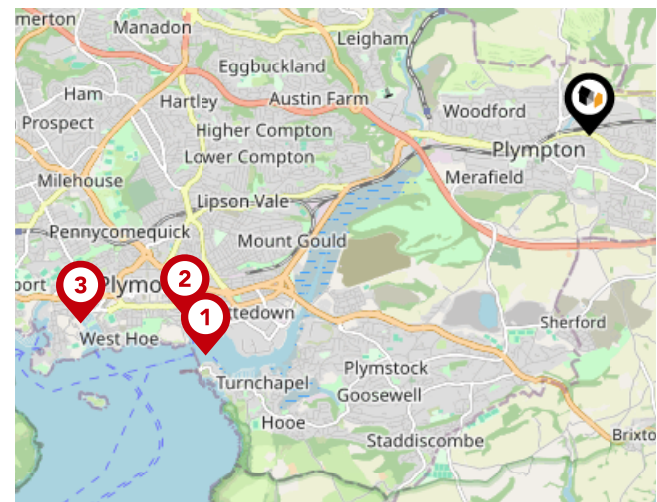 merton
Manadon
Leigham
Eggbuckland
Ham
Hartley
Austin Farm
Woodford
Prospect
Higher Compton
Plympton
Lower Compton
Merafield
Milehouse
Lipson Vale
Pennycomequick
Mount Gould
port
Plymo
3
2
1
ttedown
Sherford
West Hoe
Plymstock
Turnchapel
Goosewell
Hooe
Staddiscombe
Brixto